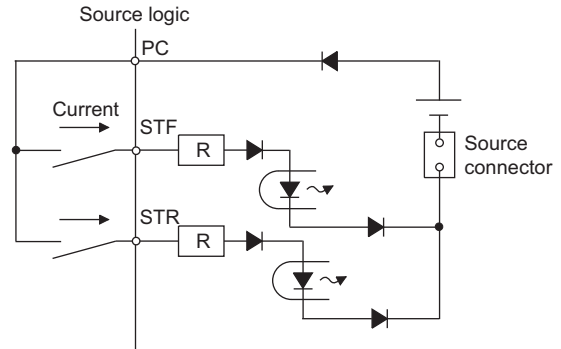 Source logic
PC
Current
STF
R
Source
connector
STR
R